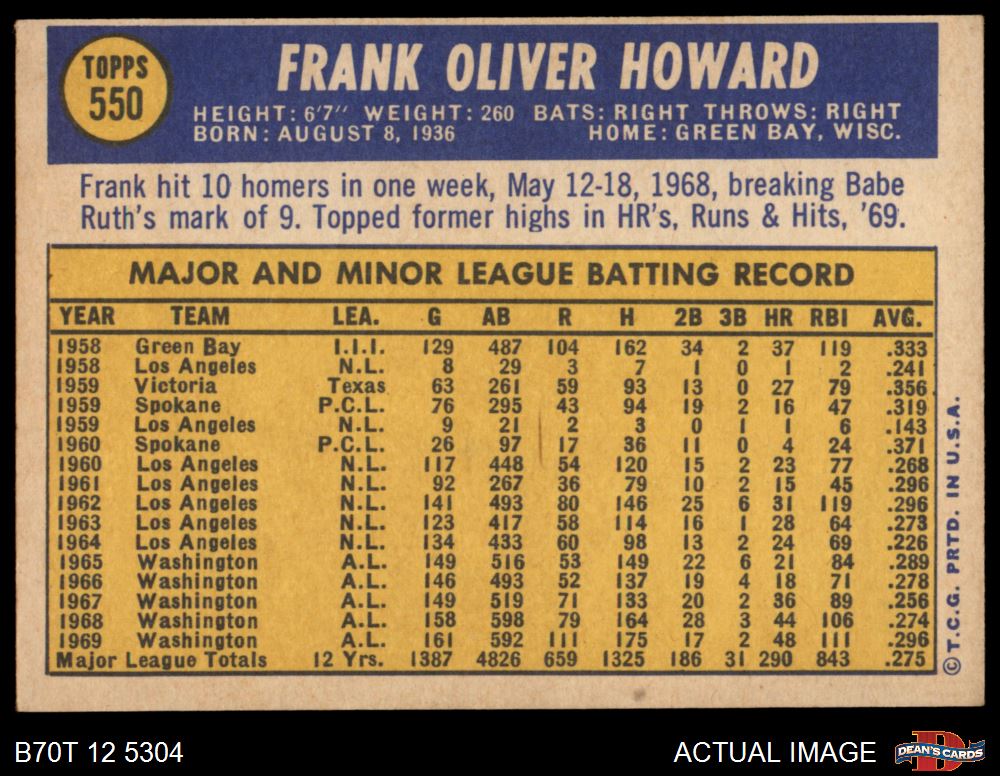 TOPPS
550
FRANK OLIVER HOWARD
HEIGHT: 6'7" WEIGHT: 260 BATS: RIGHT THROWS: RIGHT
BORN: AUGUST 8, 1936 HOME: GREEN BAY, WISC.
Frank hit 10 homers in one week, May 12-18, 1968, breaking Babe
Ruth's mark of 9. Topped former highs in HR's, Runs & Hits, '69.
MAJOR AND MINOR LEAGUE BATTING RECORD
YEAR TEAM LEA. G AB R H 2B 3B HR RBI AVG.
1958 Green Bay I.I.I. 129 487 104 162 34 2 37 119 .333
1958 Los Angeles N.L. 8 29 3 7 1 0 1 2 .241
1959 Victoria Texas 63 261 59 93 13 0 27 79 .356
1959 Spokane P.C.L. 76 295 43 94 19 2 16 47 .319
1959 Los Angeles N.L. 9 21 2 3 0 1 1 6 .143
1960 Spokane P.C.L. 26 97 17 36 11 0 4 24 .371
1960 Los Angeles N.L. 117 448 54 120 15 2 23 77 .268
1961 Los Angeles N.L. 92 267 36 79 10 2 15 45 .296
1962 Los Angeles N.L. 141 493 80 146 25 6 31 119 .296
1963 Los Angeles N.L. 123 417 58 114 16 1 28 64 .273
1964 Los Angeles N.L. 134 433 60 98 13 2 24 69 .226
1965 Washington A.L. 149 516 53 149 22 6 21 84 .289
1966 Washington A.L. 146 493 52 137 19 4 18 71 .278
1967 Washington A.L. 149 519 71 133 20 2 36 89 .256
1968 Washington A.L. 158 598 79 164 28 3 44 106 .274
1969 Washington A.L. 161 592 111 175 17 2 48 111 .296
Major League Totals 12 Yrs. 1387 4826 659 1325 186 31 290 843 .275
© T.C.G. PRTD. IN U.S.A.
B70T 12 5304
ACTUAL IMAGE
D
DEAN'S CARDS